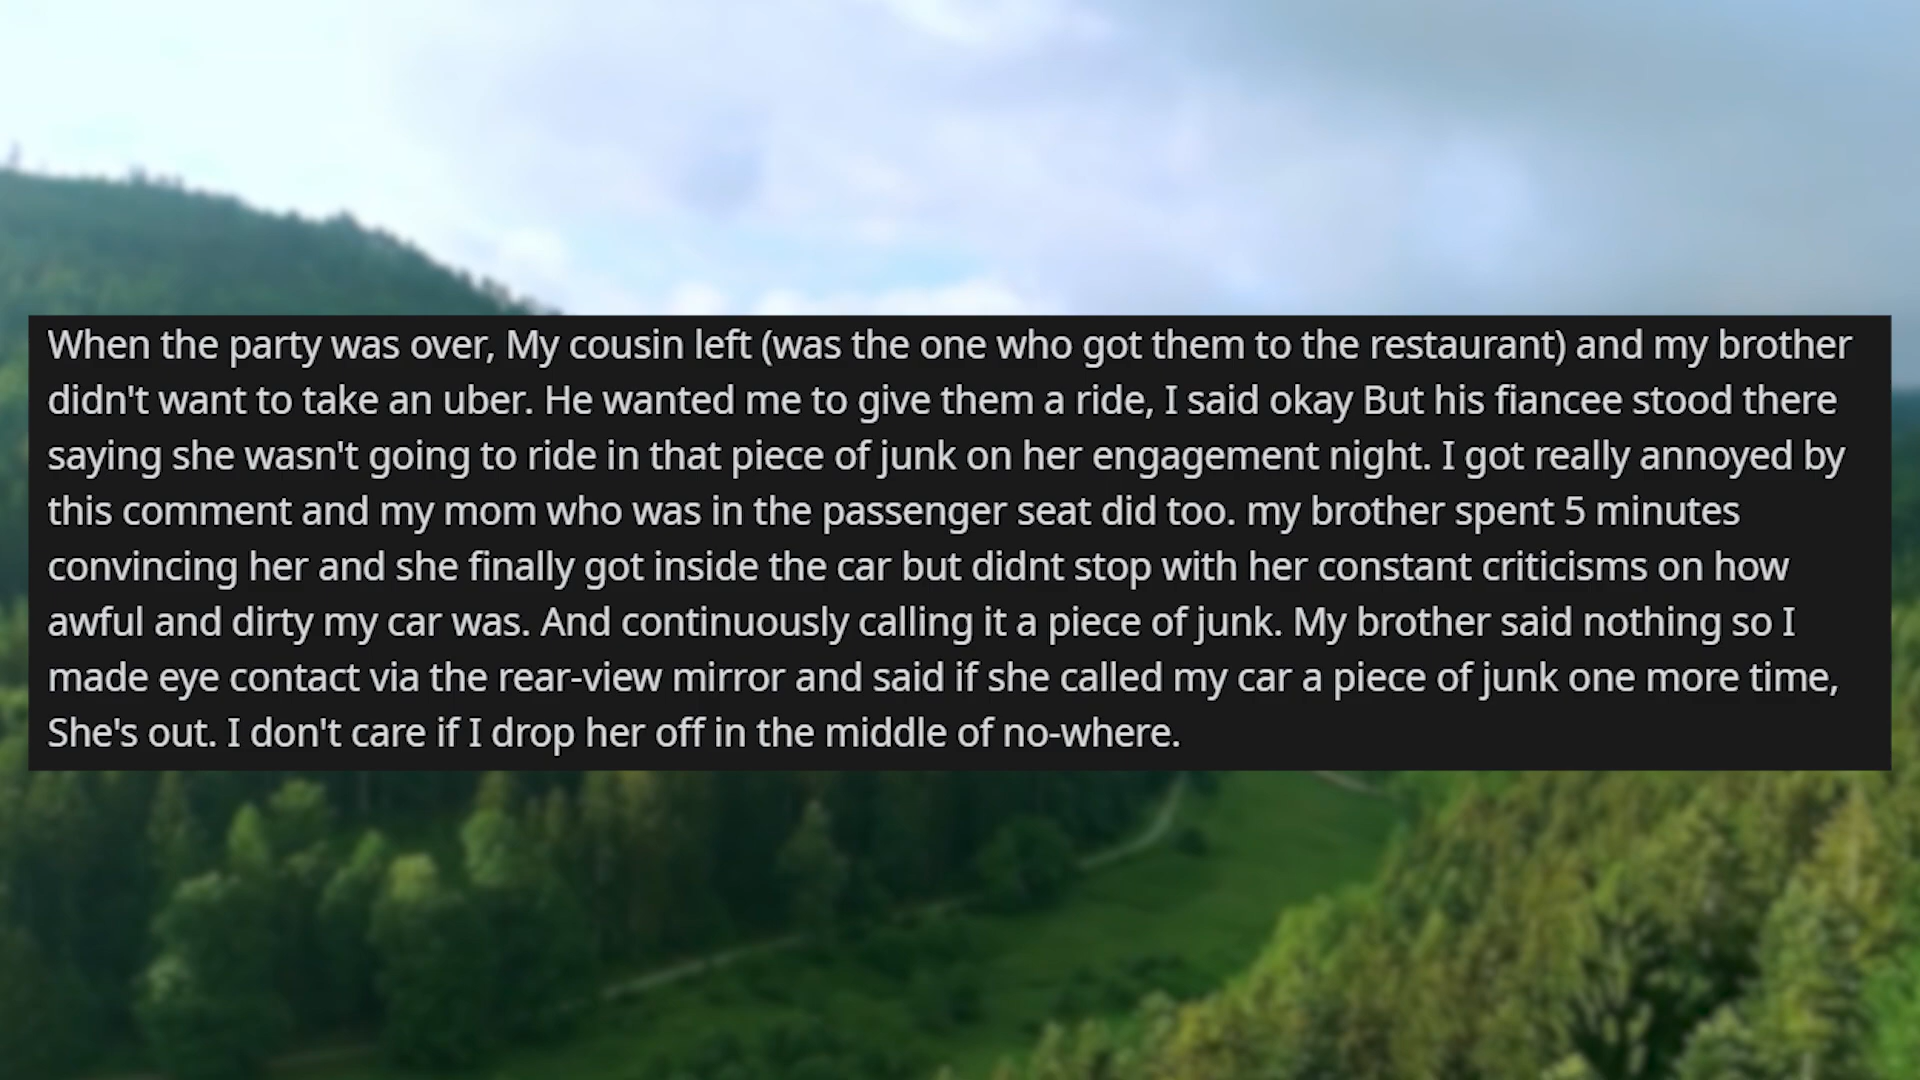 When the party was over, My cousin left (was the one who got them to the restaurant) and my brother
didn't want to take an uber. He wanted me to give them a ride, I said okay But his fiancee stood there
saying she wasn't going to ride in that piece of junk on her engagement night. I got really annoyed by
this comment and my mom who was in the passenger seat did too. my brother spent 5 minutes
convincing her and she finally got inside the car but didnt stop with her constant criticisms on how
awful and dirty my car was. And continuously calling it a piece of junk. My brother said nothing so I
made eye contact via the rear-view mirror and said if she called my car a piece of junk one more time,
She's out. I don't care if I drop her off in the middle of no-where.